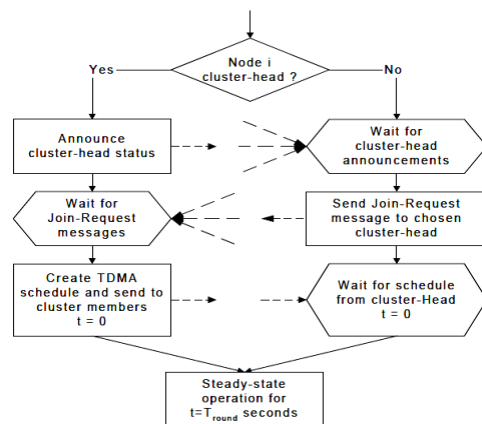 Node i
cluster-head ?
Yes
No
Announce
cluster-head status
Wait for
cluster-head
announcements
Wait for
Join-Request
messages
Send Join-Request
message to chosen
cluster-head
Create TDMA
schedule and send to
cluster members
t = 0
Wait for schedule
from cluster-Head
t = 0
Steady-state
operation for
t=Tround seconds